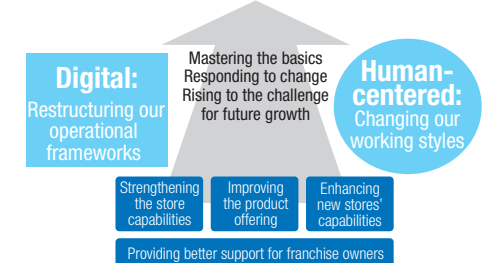 Mastering the basics
Responding to change
Rising to the challenge
for future growth
Digital:
Restructuring our
operational
frameworks
Human-
centered:
Changing our
working styles
Strengthening
the store
capabilities
Improving
the product
offering
Enhancing
new stores'
capabilities
Providing better support for franchise owners